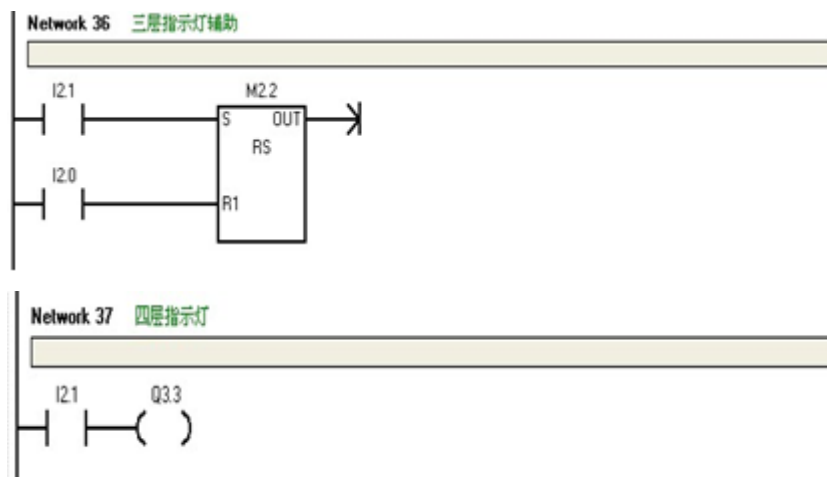 Network 36 三层指示灯辅助
I2.1 M2.2
S OUT
RS
I2.0
R1
Network 37 四层指示灯
I2.1 Q3.3